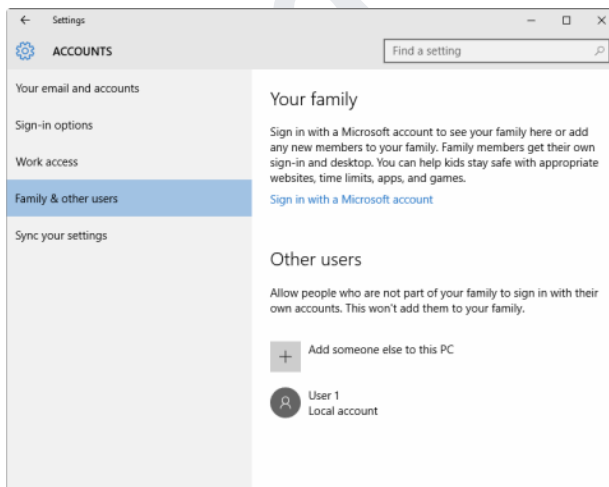 Settings
ACCOUNTS
Find a setting
Your email and accounts
Sign-in options
Work access
Family & other users
Sync your settings
Your family
Sign in with a Microsoft account to see your family here or add
any new members to your family. Family members get their own
sign-in and desktop. You can help kids stay safe with appropriate
websites, time limits, apps, and games.
Sign in with a Microsoft account
Other users
Allow people who are not part of your family to sign in with their
own accounts. This won't add them to your family.
Add someone else to this PC
User 1
Local account